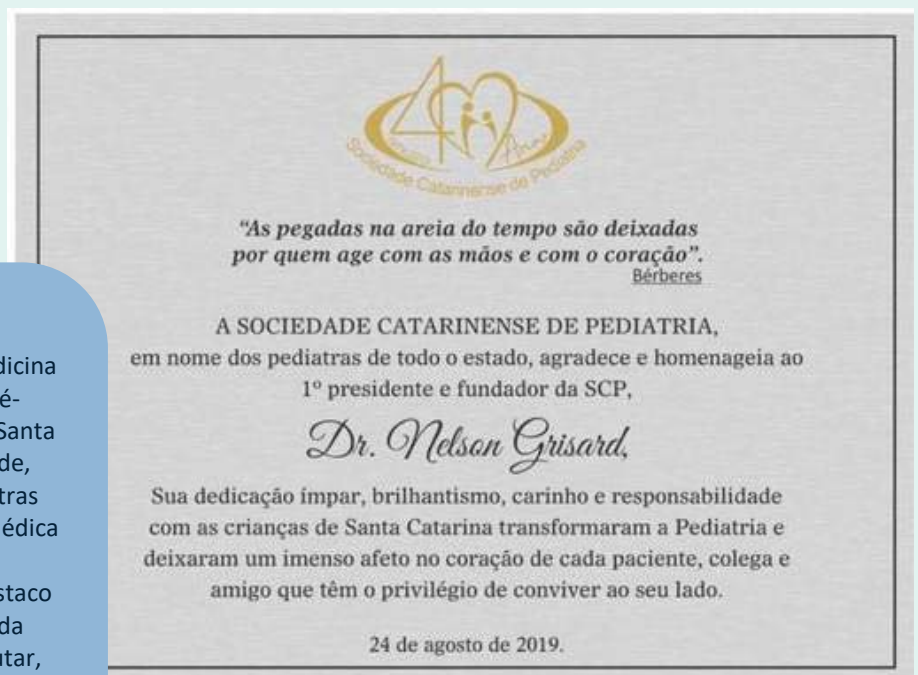 40
Anos
Sociedade Catarinense de Pediatria
“As pegadas na areia do tempo são deixadas
por quem age com as mãos e com o coração”.
Bérberes
A SOCIEDADE CATARINENSE DE PEDIATRIA,
em nome dos pediatras de todo o estado, agradece e homenageia ao
1º presidente e fundador da SCP,
Dr. Nelson Grisard,
Sua dedicação ímpar, brilhantismo, carinho e responsabilidade
com as crianças de Santa Catarina transformaram a Pediatria e
deixaram um imenso afeto no coração de cada paciente, colega e
amigo que têm o privilégio de conviver ao seu lado.
24 de agosto de 2019.
dicina
é-
Santa
de,
tras
édica
staco
da
utar,